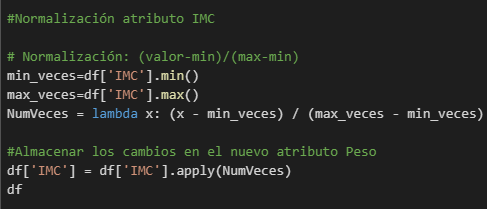 #Normalización atributo IMC
# Normalización: (valor-min)/(max-min)
min_veces=df['IMC'].min()
max_veces=df['IMC'].max()
NumVeces = lambda x: (x - min_veces) / (max_veces - min_veces)
#Almacenar los cambios en el nuevo atributo Peso
df['IMC'] = df['IMC'].apply(NumVeces)
df